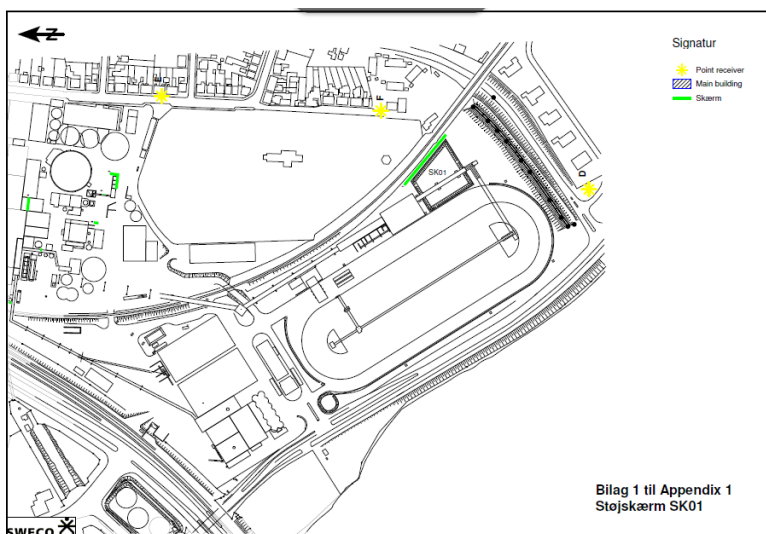 Z
Signatur
Point receiver
Main building
Skærm
F
SK01
D
Bilag 1 til Appendix 1
Støjskærm SK01
SWECO